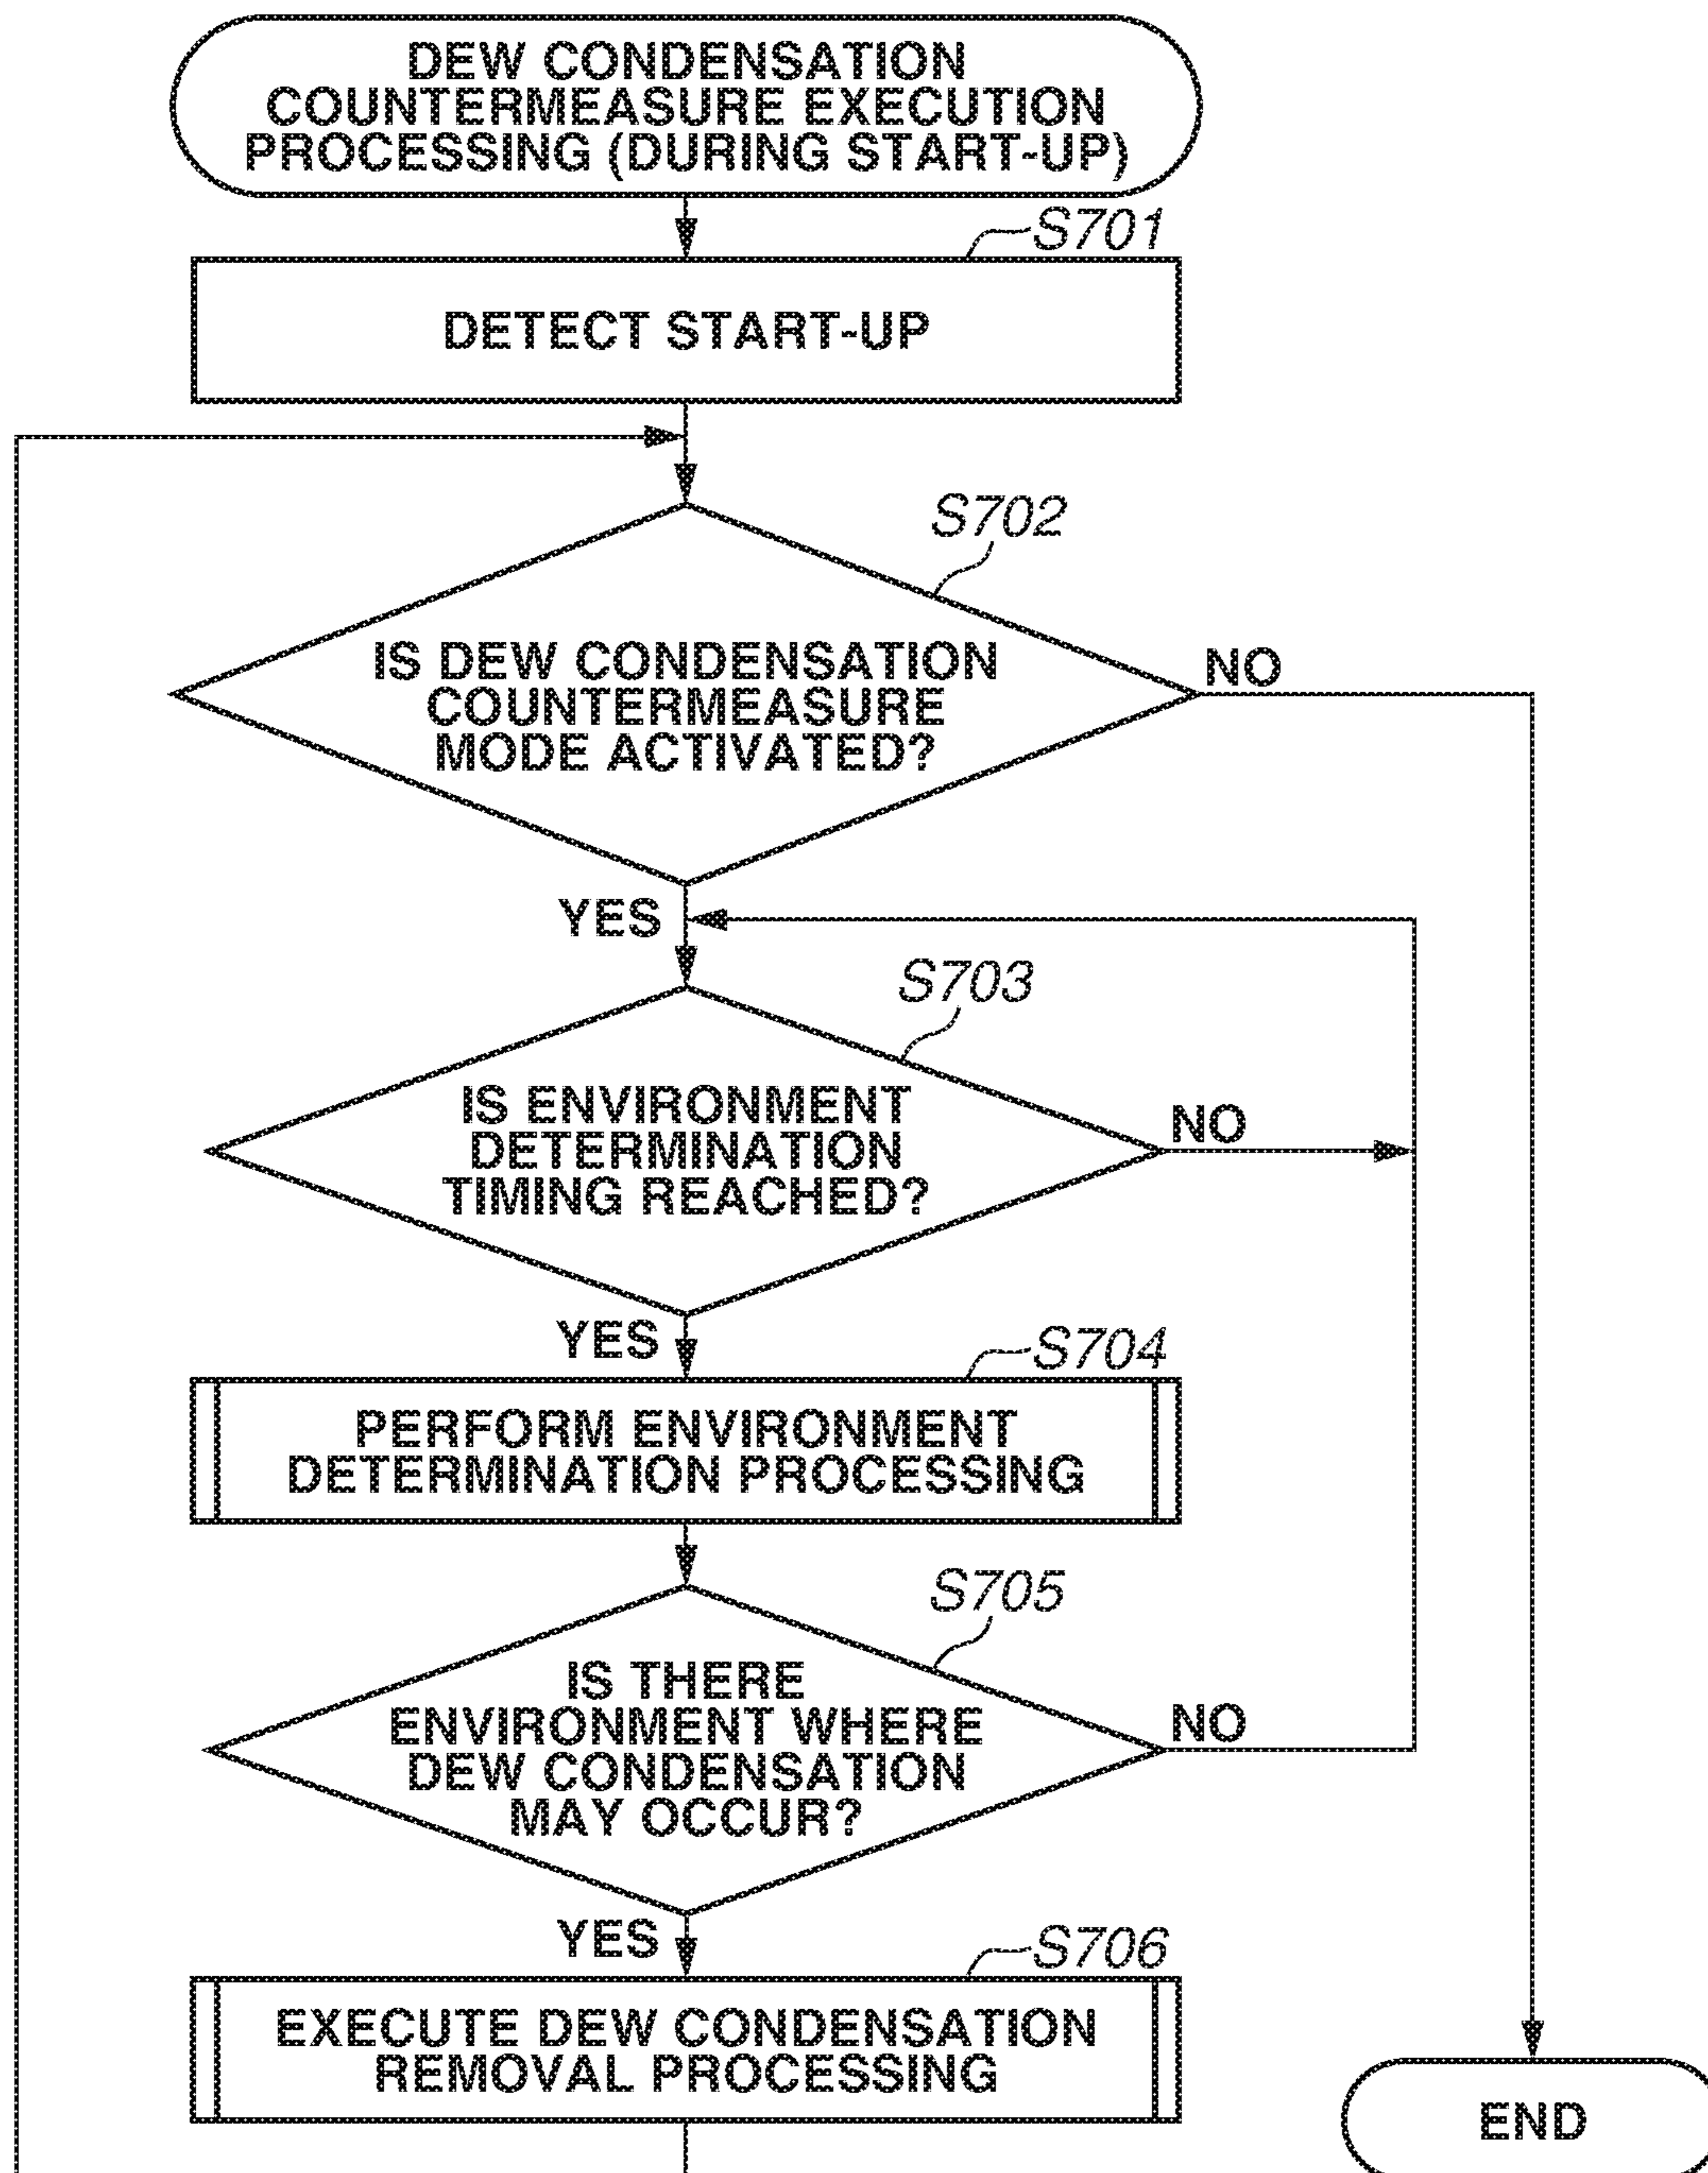 DEW CONDENSATION
COUNTERMEASURE EXECUTION
PROCESSING (DURING START-UP)
S701
DETECT START-UP
S702
IS DEW CONDENSATION
COUNTERMEASURE
MODE ACTIVATED?
NO
YES
S703
IS ENVIRONMENT
DETERMINATION
TIMING REACHED?
NO
YES
S704
PERFORM ENVIRONMENT
DETERMINATION PROCESSING
S705
IS THERE
ENVIRONMENT WHERE
DEW CONDENSATION
MAY OCCUR?
NO
YES
S706
EXECUTE DEW CONDENSATION
REMOVAL PROCESSING
END